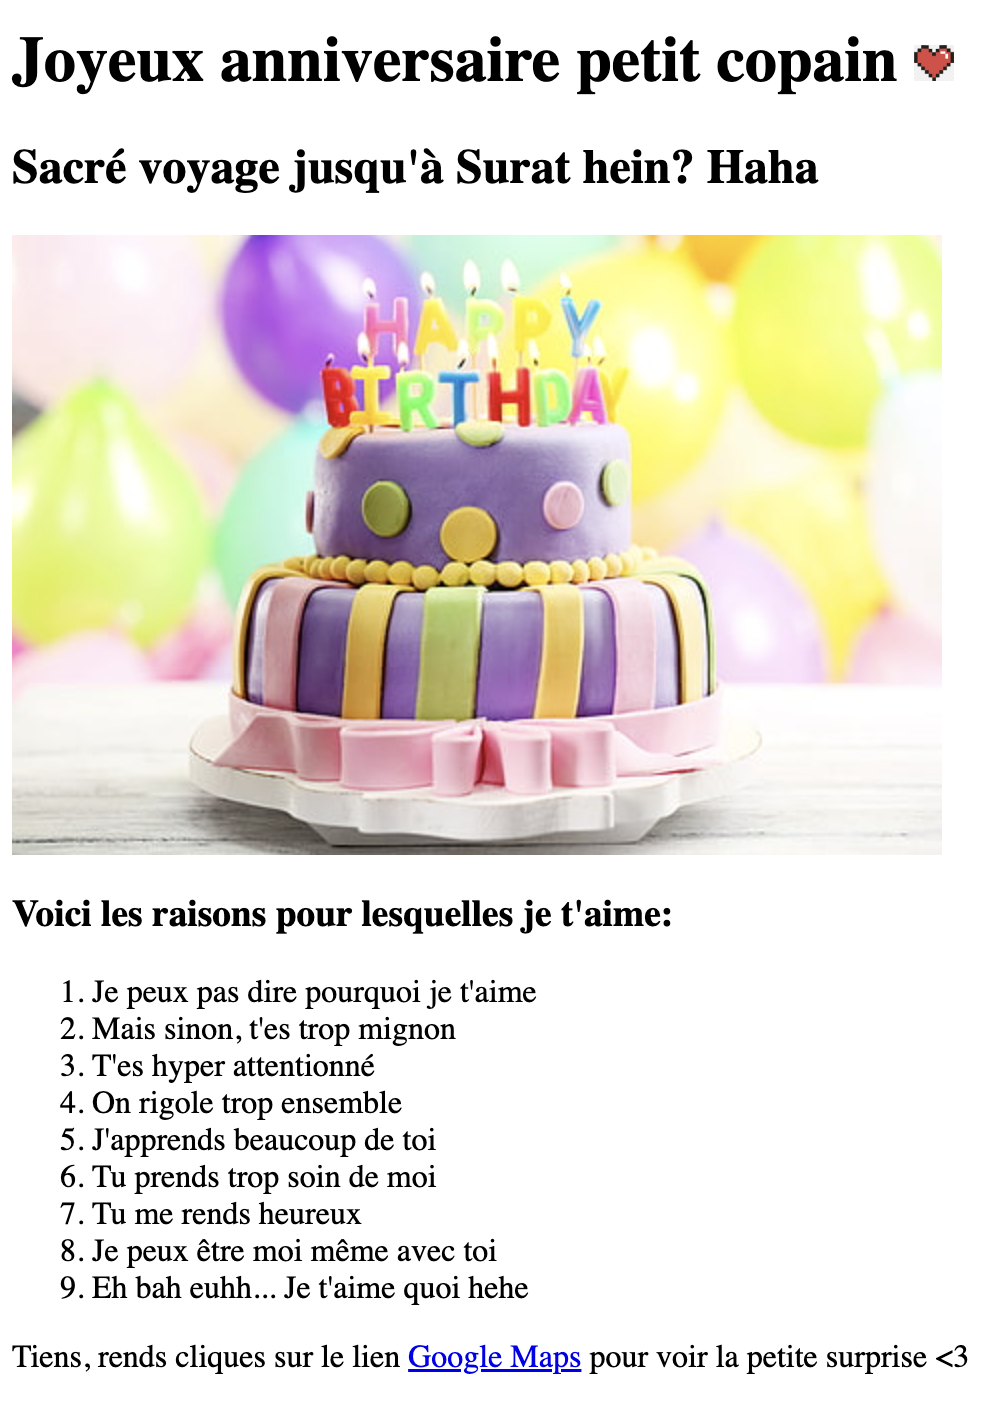 Joyeux anniversaire petit copain
Sacré voyage jusqu'à Surat hein? Haha
HAPPY
BIRTHDAY
Voici les raisons pour lesquelles je t'aime:
1. Je peux pas dire pourquoi je t'aime
2. Mais sinon, t'es trop mignon
3. T'es hyper attentionné
4. On rigole trop ensemble
5. J'apprends beaucoup de toi
6. Tu prends trop soin de moi
7. Tu me rends heureux
8. Je peux être moi même avec toi
9. Eh bah euhh... Je t'aime quoi hehe
Tiens, rends cliques sur le lien Google Maps pour voir la petite surprise <3